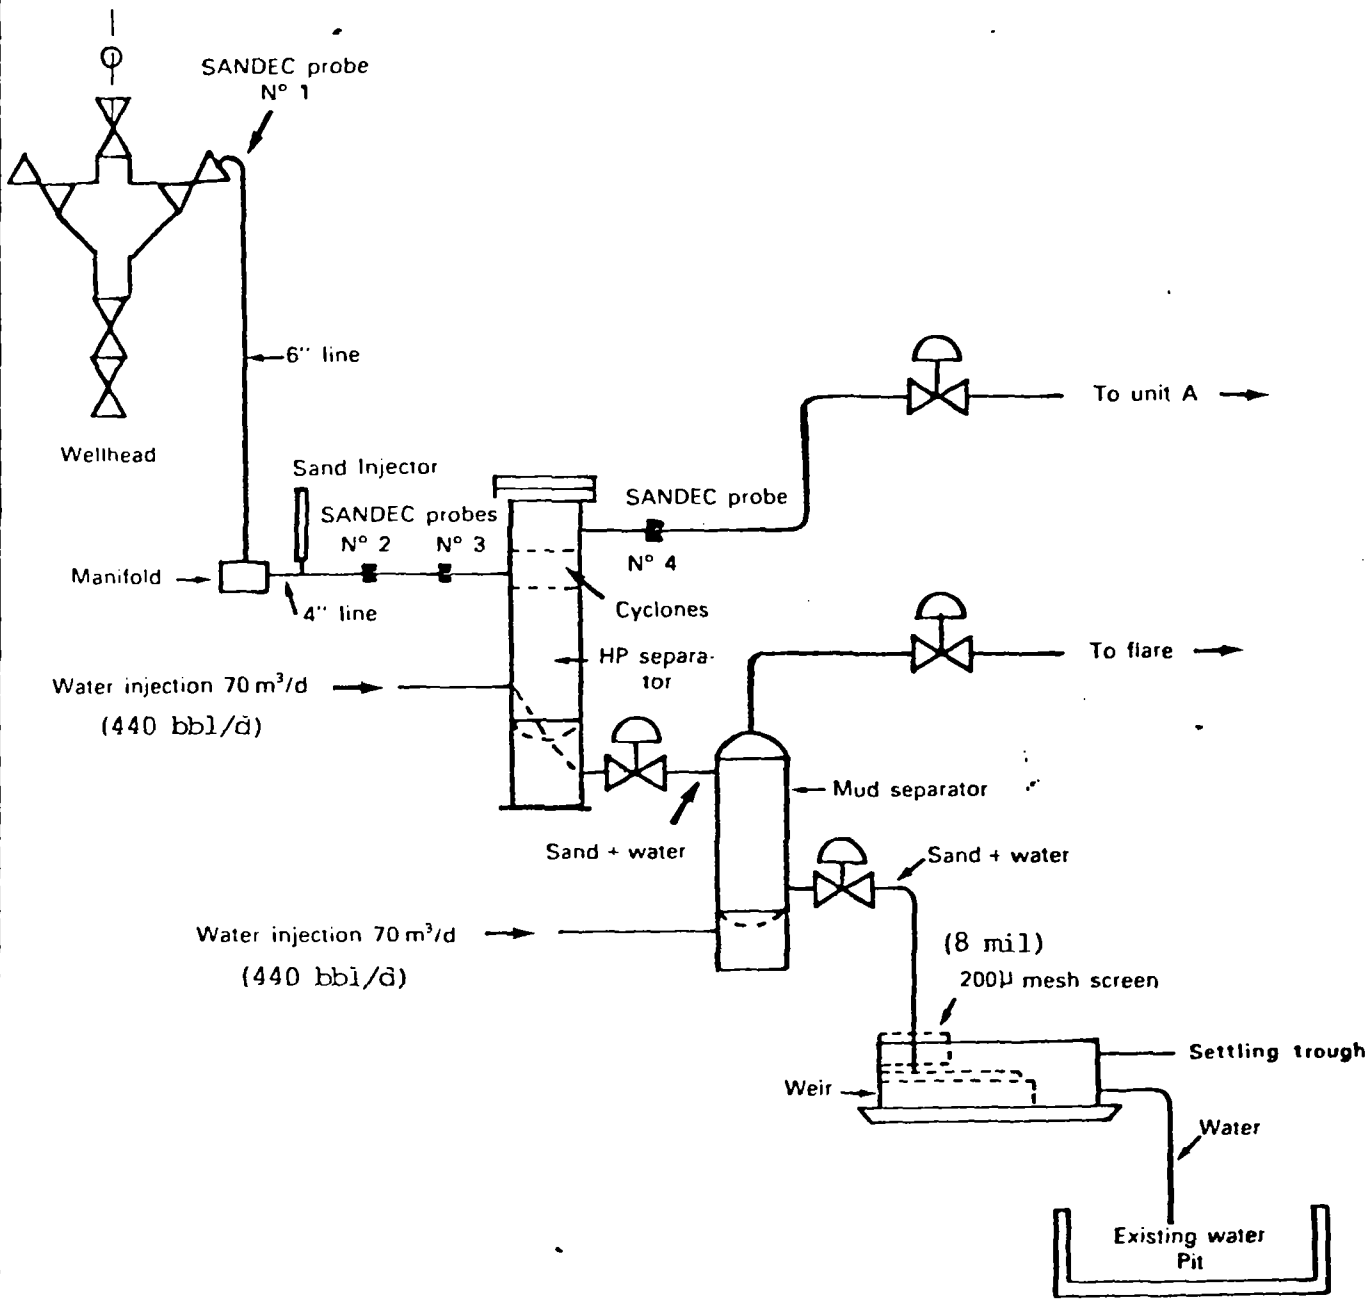 SANDEC probe
N° 1
6" line
To unit A
Wellhead
Sand Injector
SANDEC probes
N° 2 N° 3
SANDEC probe
N° 4
Manifold
4" line
Cyclones
HP separa-
tor
To flare
Water injection 70 m³/d
(440 bbl/d)
Mud separator
Sand + water
Sand + water
Water injection 70 m³/d
(440 bbl/d)
(8 mil)
200µ mesh screen
Settling trough
Weir
Water
Existing water
Pit